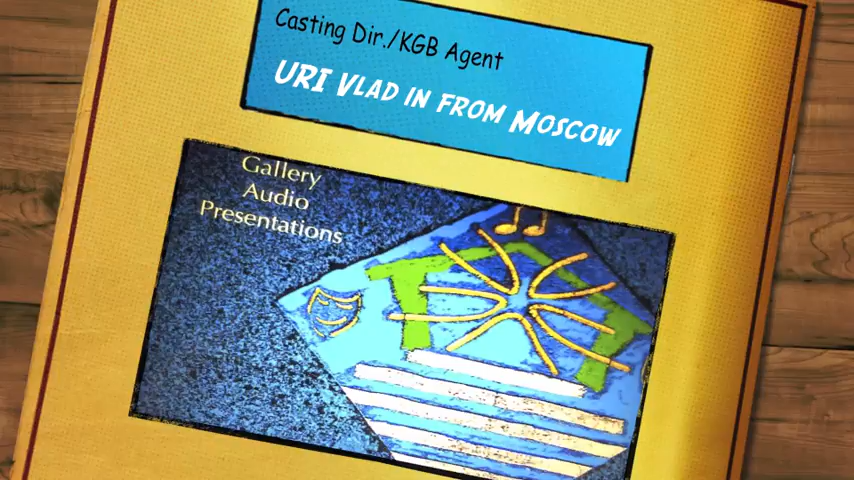 Casting Dir./KGB Agent
URI VLAD IN FROM MOSCOW
Gallery
Audio
Presentations